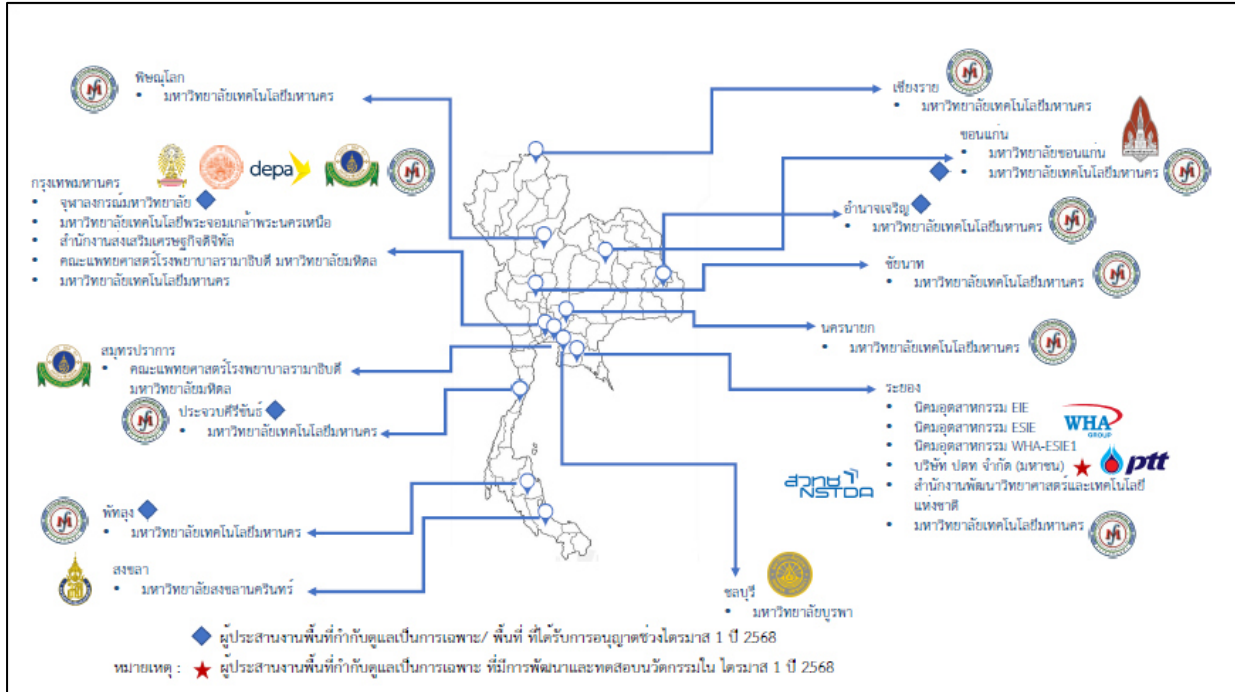 พิษณุโลก
• มหาวิทยาลัยเทคโนโลยีมหานคร
depa
กรุงเทพมหานคร
• จุฬาลงกรณ์มหาวิทยาลัย
• มหาวิทยาลัยเทคโนโลยีพระจอมเกล้าพระนครเหนือ
• สำนักงานส่งเสริมเศรษฐกิจดิจิทัล
• คณะแพทยศาสตร์โรงพยาบาลรามาธิบดี มหาวิทยาลัยมหิดล
• มหาวิทยาลัยเทคโนโลยีมหานคร
สมุทรปราการ
• คณะแพทยศาสตร์โรงพยาบาลรามาธิบดี
มหาวิทยาลัยมหิดล
ประจวบคีรีขันธ์
• มหาวิทยาลัยเทคโนโลยีมหานคร
พัทลุง
• มหาวิทยาลัยเทคโนโลยีมหานคร
สงขลา
• มหาวิทยาลัยสงขลานครินทร์
เชียงราย
• มหาวิทยาลัยเทคโนโลยีมหานคร
ขอนแก่น
• มหาวิทยาลัยขอนแก่น
• มหาวิทยาลัยเทคโนโลยีมหานคร
อำนาจเจริญ
• มหาวิทยาลัยเทคโนโลยีมหานคร
ชัยนาท
• มหาวิทยาลัยเทคโนโลยีมหานคร
นครนายก
• มหาวิทยาลัยเทคโนโลยีมหานคร
ระยอง
• นิคมอุตสาหกรรม EIE
• นิคมอุตสาหกรรม ESIE
• นิคมอุตสาหกรรม WHA-ESIE1
• บริษัท ปตท จำกัด (มหาชน)
• สำนักงานพัฒนาวิทยาศาสตร์และเทคโนโลยี
แห่งชาติ
• มหาวิทยาลัยเทคโนโลยีมหานคร
WHA
GROUP
ptt
สวทช
NSTDA
ชลบุรี
• มหาวิทยาลัยบูรพา
ผู้ประสานงานพื้นที่กำกับดูแลเป็นการเฉพาะ/ พื้นที่ ที่ได้รับการอนุญาตช่วงไตรมาส 1 ปี 2568
หมายเหตุ : ผู้ประสานงานพื้นที่กำกับดูแลเป็นการเฉพาะ ที่มีการพัฒนาและทดสอบนวัตกรรมใน ไตรมาส 1 ปี 2568